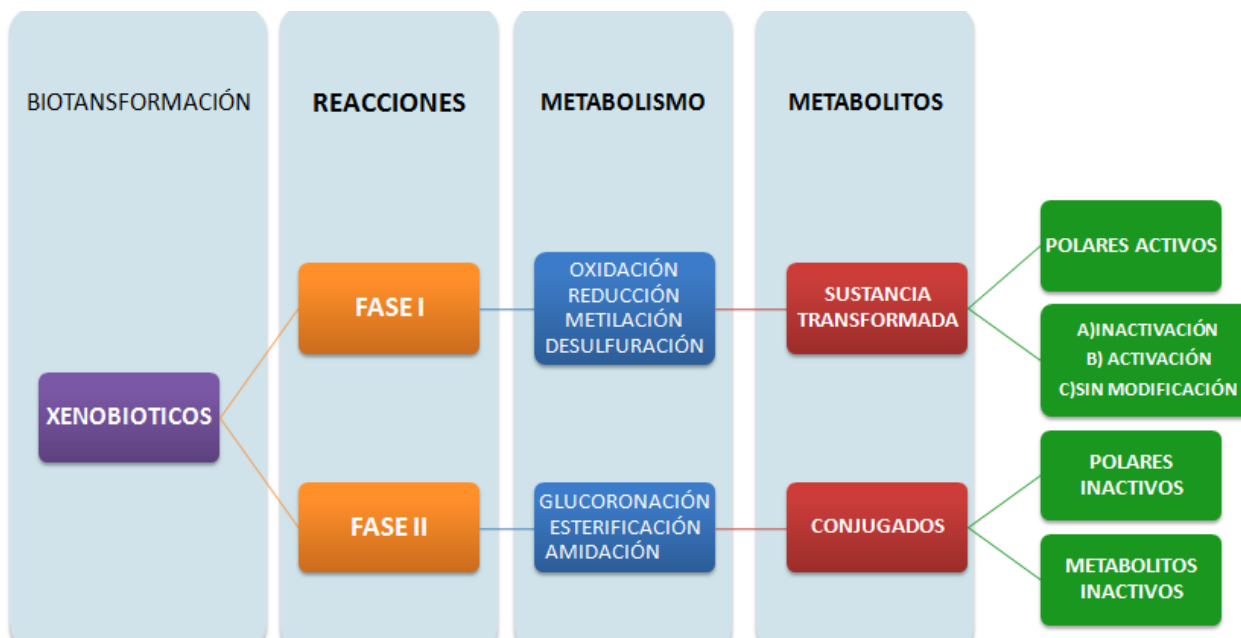 BIOTANSFORMACIÓN
REACCIONES
METABOLISMO
METABOLITOS
XENOBIOTICOS
FASE I
OXIDACIÓN
REDUCCIÓN
METILACIÓN
DESULFURACIÓN
SUSTANCIA
TRANSFORMADA
POLARES ACTIVOS
A)INACTIVACIÓN
B) ACTIVACIÓN
C)SIN MODIFICACIÓN
FASE II
GLUCORONACIÓN
ESTERIFICACIÓN
AMIDACIÓN
CONJUGADOS
POLARES
INACTIVOS
METABOLITOS
INACTIVOS